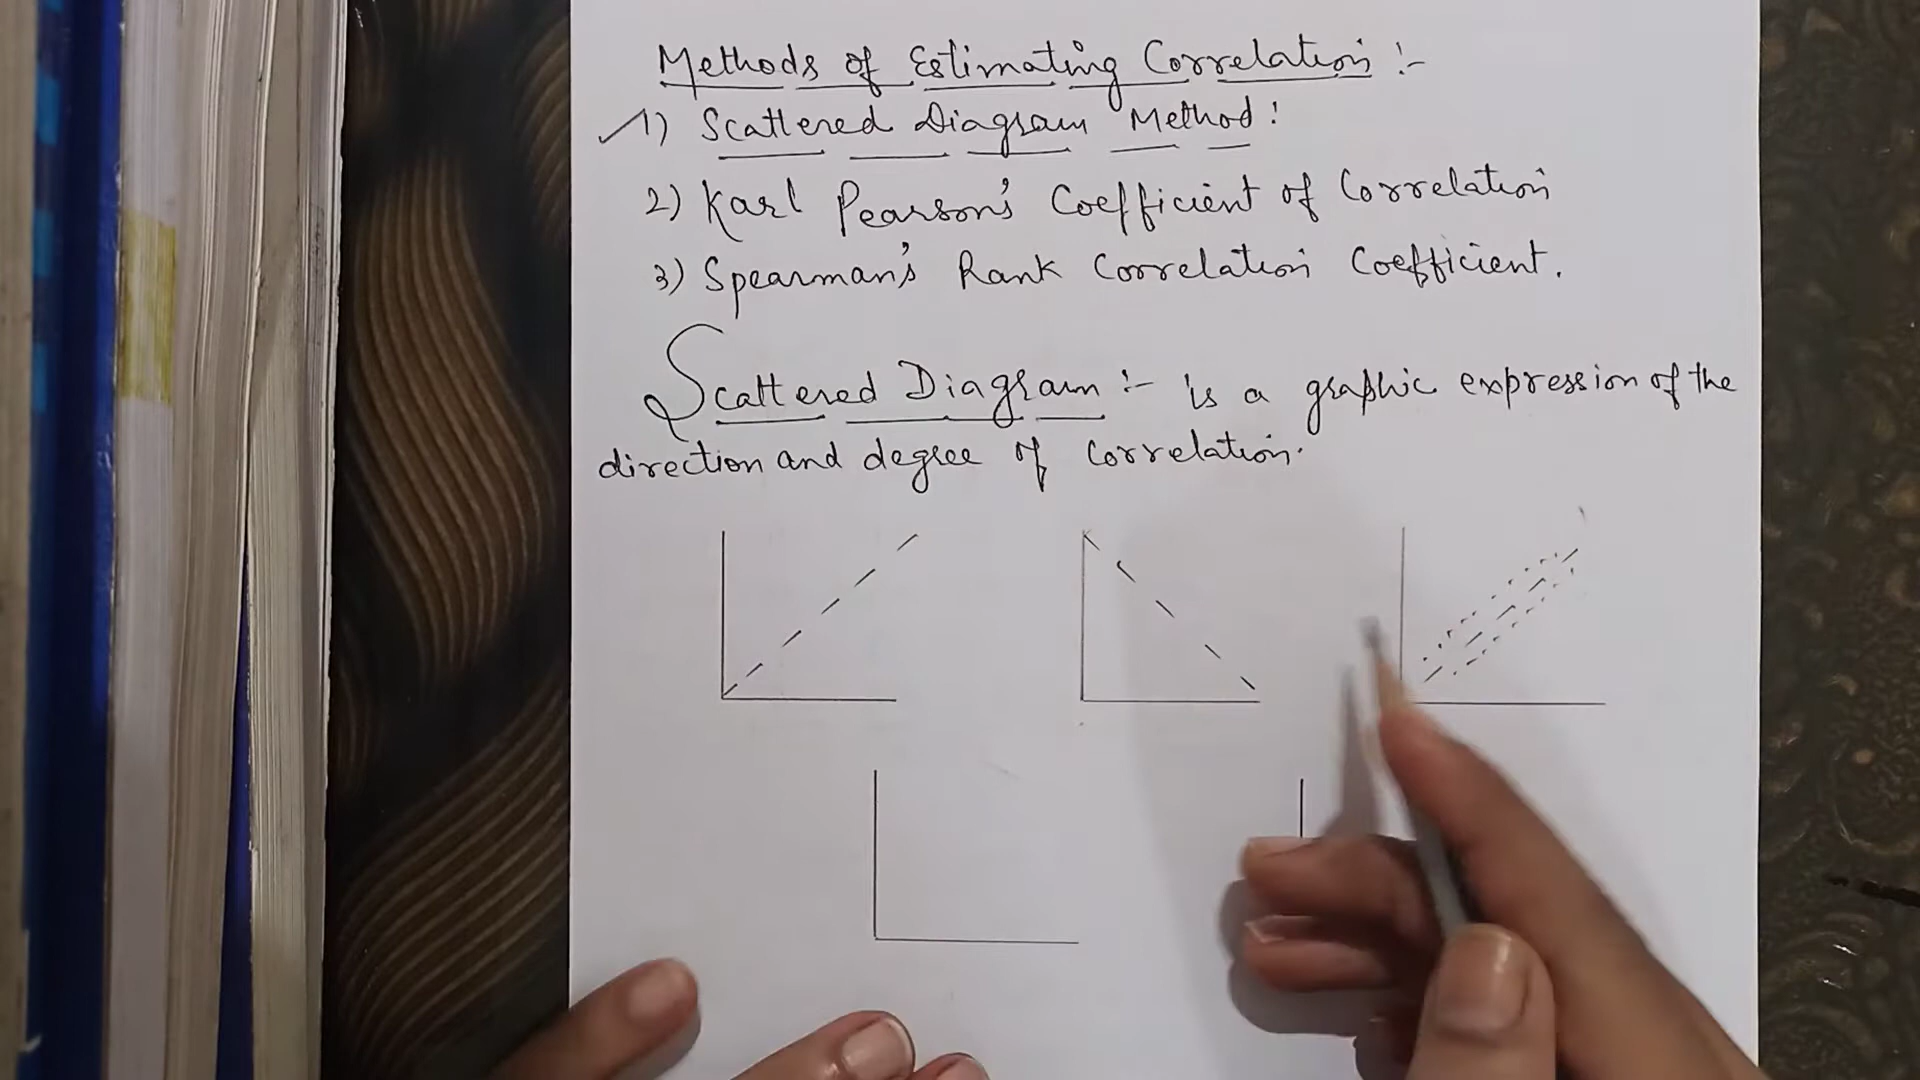 Methods of Estimating Correlation :-
1) Scattered Diagram Method :
2) Karl Pearson's Coefficient of Correlation
3) Spearman's Rank Correlation Coefficient.
Scattered Diagram :- is a graphic expression of the
direction and degree of correlation.